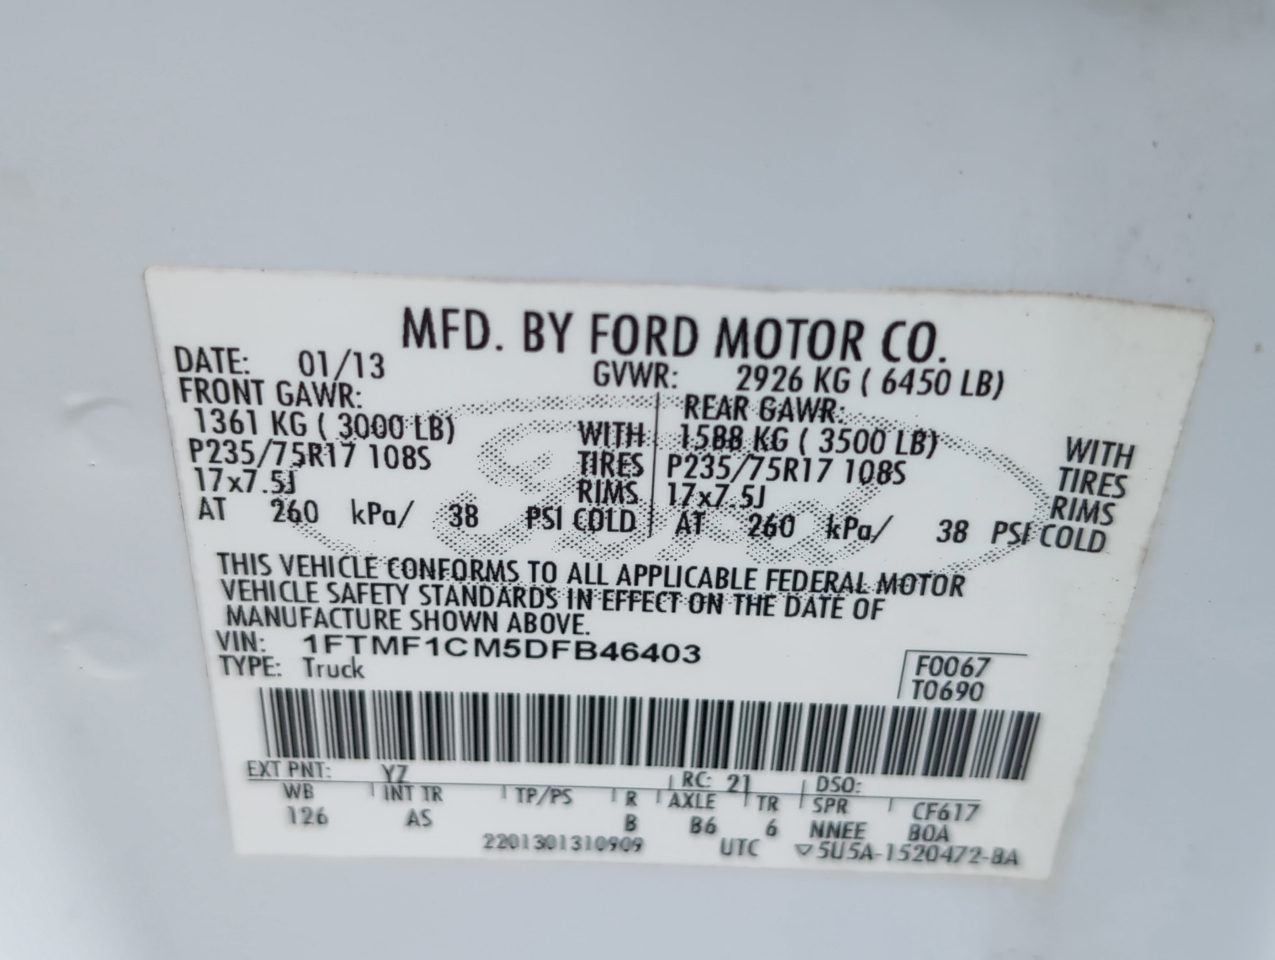 MFD. BY FORD MOTOR CO.
DATE: 01/13 GVWR: 2926 KG ( 6450 LB)
FRONT GAWR: REAR GAWR:
1361 KG ( 3000 LB) WITH 1588 KG ( 3500 LB) WITH
P235/75R17 108S TIRES P235/75R17 108S TIRES
17x7.5J RIMS 17x7.5J RIMS
AT 260 kPa/ 38 PSI COLD AT 260 kPa/ 38 PSI COLD
THIS VEHICLE CONFORMS TO ALL APPLICABLE FEDERAL MOTOR
VEHICLE SAFETY STANDARDS IN EFFECT ON THE DATE OF
MANUFACTURE SHOWN ABOVE.
VIN: 1FTMF1CM5DFB46403
TYPE: Truck
F0067
T0690
EXT PNT: YZ RC: 21 DSO:
WB INT TR TP/PS R AXLE TR SPR CF617
126 AS B B6 6 NNEE BOA
2201301310909 UTC ▽5U5A-1520472-BA